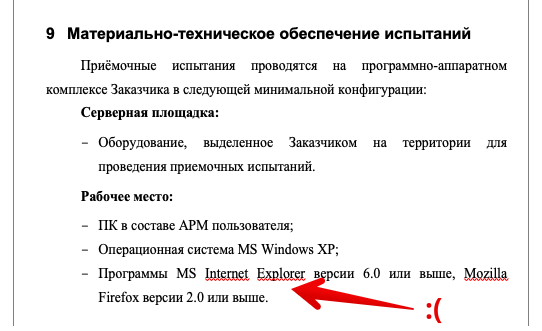 9 Материально-техническое обеспечение испытаний
Приёмочные испытания проводятся на программно-аппаратном
комплексе Заказчика в следующей минимальной конфигурации:
Серверная площадка:
− Оборудование, выделенное Заказчиком на территории для
проведения приемочных испытаний.
Рабочее место:
− ПК в составе АРМ пользователя;
− Операционная система MS Windows XP;
− Программы MS Internet Explorer версии 6.0 или выше, Mozilla
Firefox версии 2.0 или выше.
:(